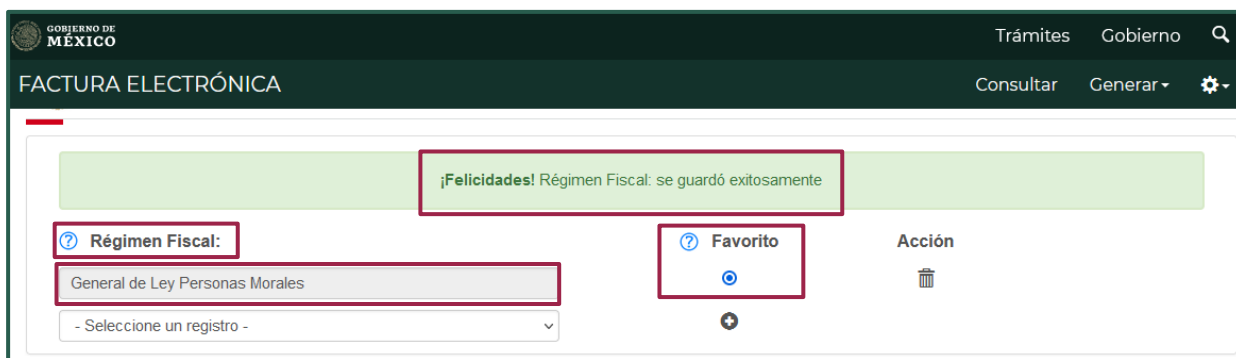 GOBIERNO DE
MÉXICO
Trámites Gobierno
FACTURA ELECTRÓNICA
Consultar Generar
¡Felicidades! Régimen Fiscal: se guardó exitosamente
? Régimen Fiscal: ? Favorito Acción
General de Ley Personas Morales
- Seleccione un registro -